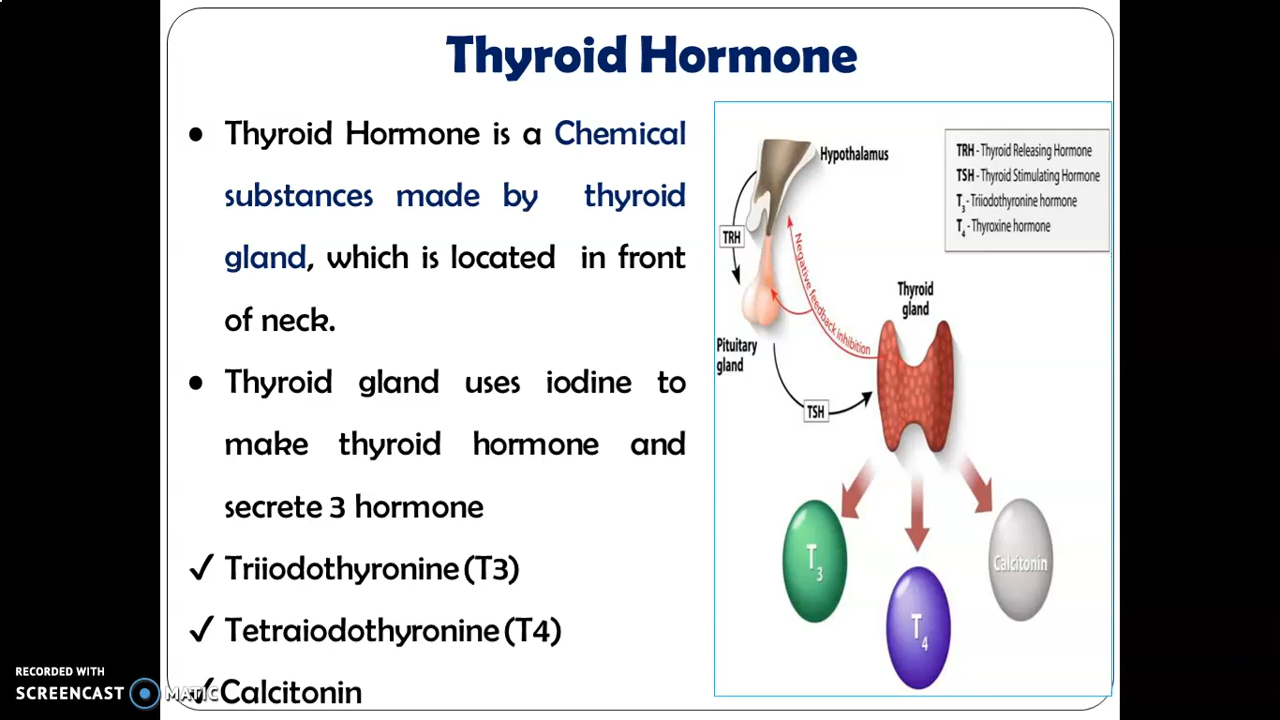 Thyroid Hormone
● Thyroid Hormone is a Chemical
substances made by thyroid
gland, which is located in front
of neck.
● Thyroid gland uses iodine to
make thyroid hormone and
secrete 3 hormone
✓ Triiodothyronine (T3)
✓ Tetraiodothyronine (T4)
✓ Calcitonin
Hypothalamus
TRH - Thyroid Releasing Hormone
TSH - Thyroid Stimulating Hormone
T3 - Triiodothyronine hormone
T4 - Thyroxine hormone
TRH
Negative feedback inhibition
Thyroid
gland
Pituitary
gland
TSH
T3
T4
Calcitonin
RECORDED WITH
SCREENCAST MATIC